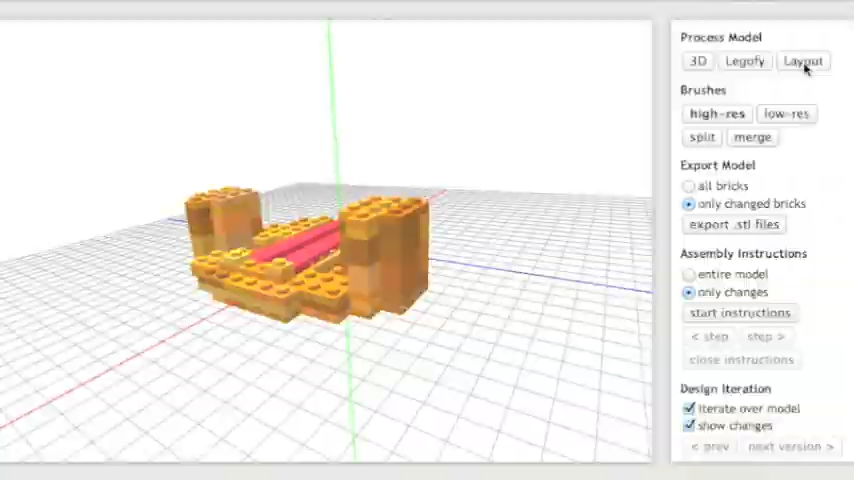 Process Model
3D Legofy Layout
Brushes
high-res low-res
split merge
Export Model
all bricks
only changed bricks
export .stl files
Assembly Instructions
entire model
only changes
start instructions
< step step >
close instructions
Design Iteration
Iterate over model
show changes
< prev next version >